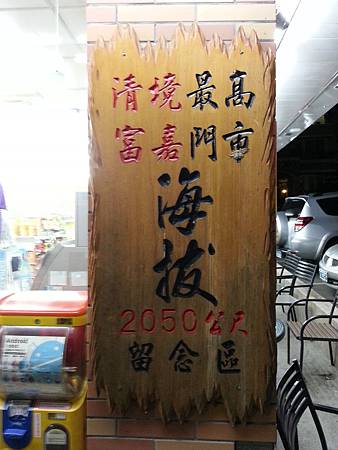 清境最高
富嘉門市
海拔
2050公尺
留念區
Android